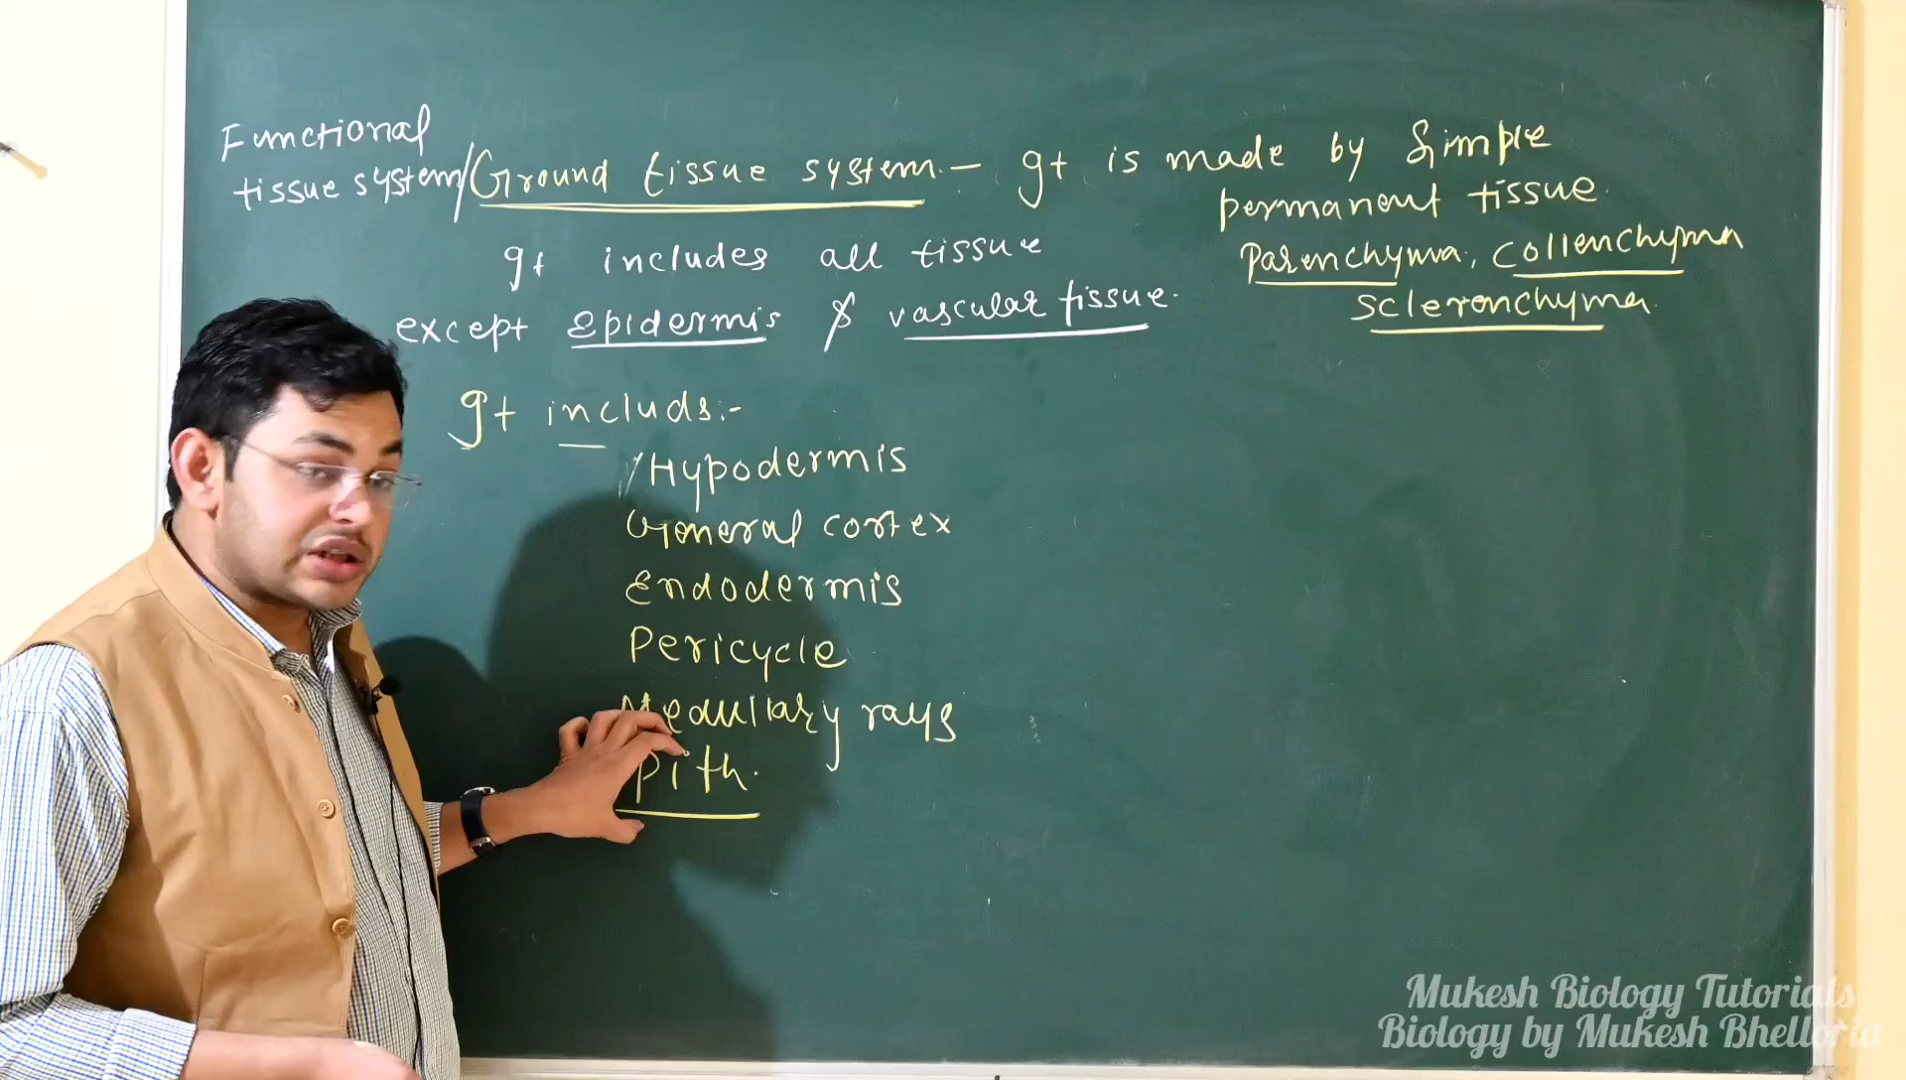 Functional
tissue system/Ground tissue system - gt is made by Simple
permanent tissue.
Parenchyma, collenchyma
sclerenchyma.
gt includes all tissue
except Epidermis & vascular tissue.
gt includs:-
Hypodermis
General cortex
Endodermis
Pericycle
Medullary rays
Pith.
Mukesh Biology Tutorials
Biology by Mukesh Bhelloria